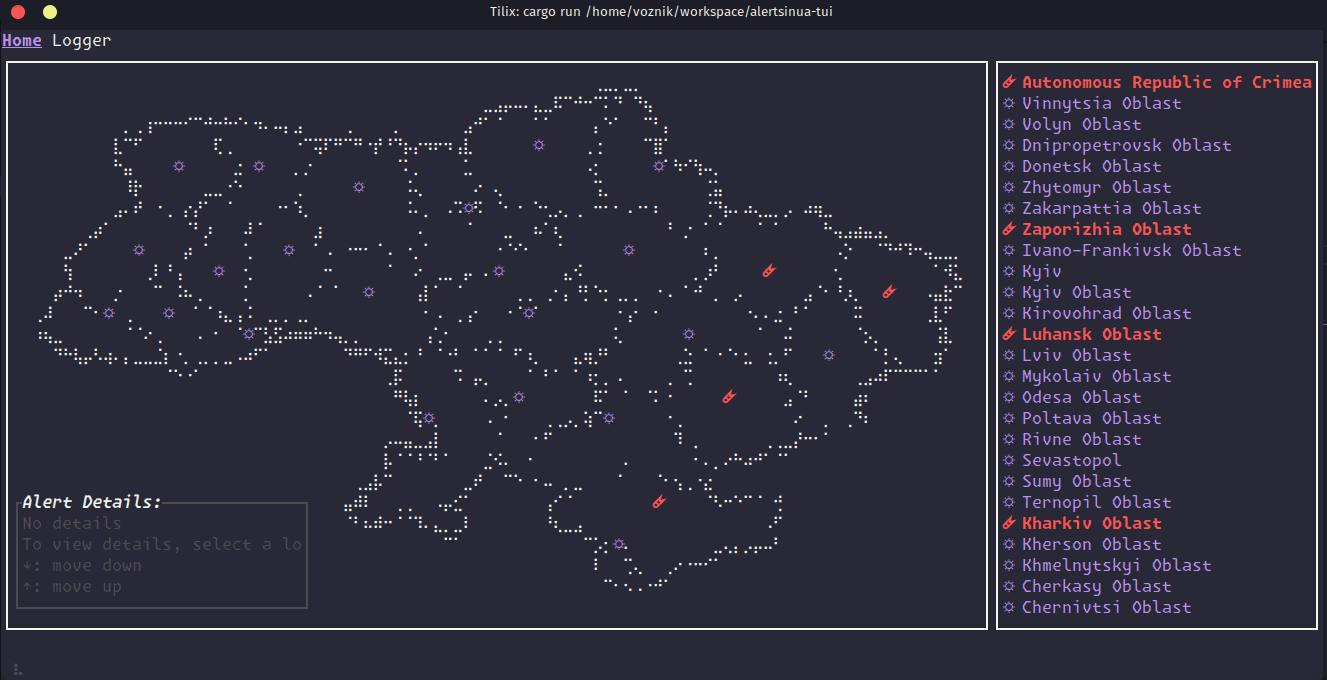 Tilix: cargo run /home/voznik/workspace/alertsinua-tui
Home Logger
Autonomous Republic of Crimea
Vinnytsia Oblast
Volyn Oblast
Dnipropetrovsk Oblast
Donetsk Oblast
Zhytomyr Oblast
Zakarpattia Oblast
Zaporizhia Oblast
Ivano-Frankivsk Oblast
Kyiv
Kyiv Oblast
Kirovohrad Oblast
Luhansk Oblast
Lviv Oblast
Mykolaiv Oblast
Odesa Oblast
Poltava Oblast
Rivne Oblast
Sevastopol
Sumy Oblast
Ternopil Oblast
Kharkiv Oblast
Kherson Oblast
Khmelnytskyi Oblast
Cherkasy Oblast
Chernivtsi Oblast
Alert Details:
No details
To view details, select a lo
↓: move down
↑: move up